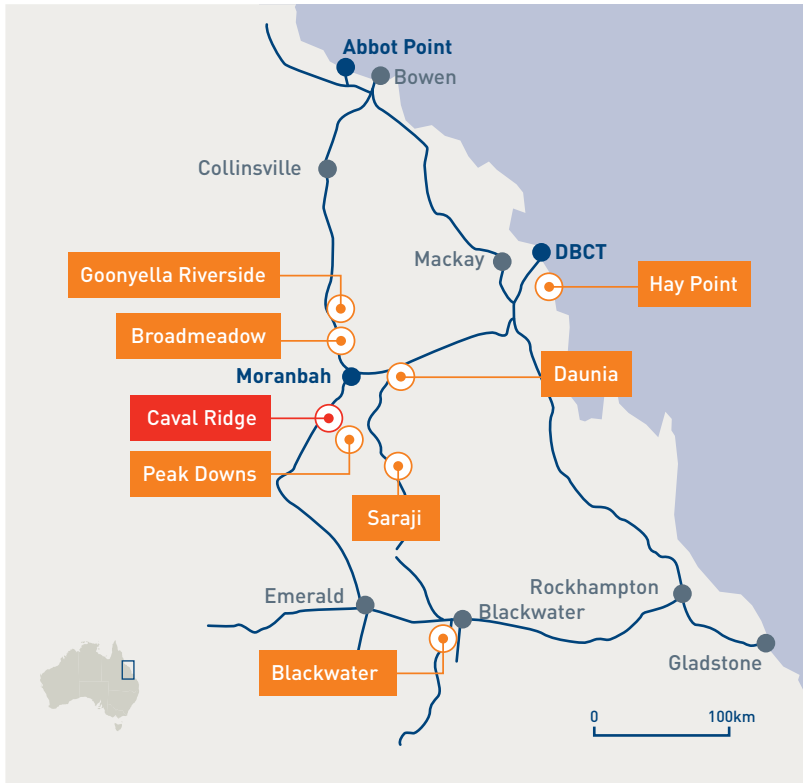 Abbot Point
Bowen
Collinsville
Goonyella Riverside
Mackay
DBCT
Hay Point
Broadmeadow
Moranbah
Daunia
Caval Ridge
Peak Downs
Saraji
Emerald
Blackwater
Rockhampton
Blackwater
Gladstone
0
100km